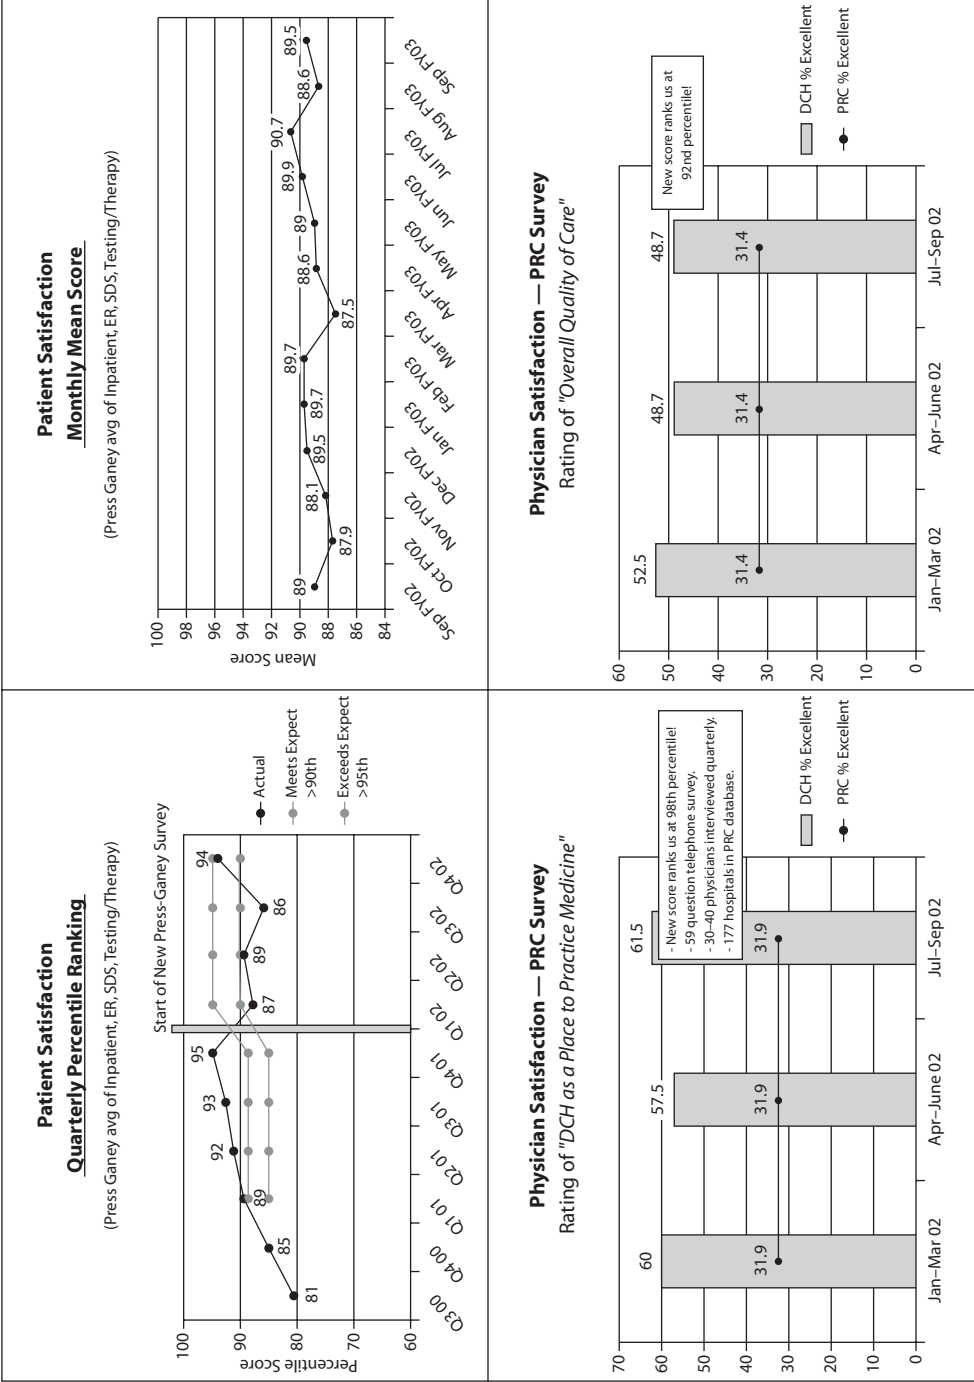 Patient Satisfaction
Quarterly Percentile Ranking
(Press Ganey avg of Inpatient, ER, SDS, Testing/Therapy)
Start of New Press-Ganey Survey
Percentile Score
100
90
80
70
60
81
85
89
92
93
95
87
89
86
94
Q3 00
Q4 00
Q1 01
Q2 01
Q3 01
Q4 01
Q1 02
Q2 02
Q3 02
Q4 02
Actual
Meets Expect
>90th
Exceeds Expect
>95th
Patient Satisfaction
Monthly Mean Score
(Press Ganey avg of Inpatient, ER, SDS, Testing/Therapy)
Mean Score
100
98
96
94
92
90
88
86
84
89
87.9
88.1
89.5
89.7
89.7
87.5
88.6
89
89.9
90.7
88.6
89.5
Sep FY02
Oct FY02
Nov FY02
Dec FY02
Jan FY03
Feb FY03
Mar FY03
Apr FY03
May FY03
Jun FY03
Jul FY03
Aug FY03
Sep FY03
Physician Satisfaction — PRC Survey
Rating of "DCH as a Place to Practice Medicine"
70
60
50
40
30
20
10
0
60
57.5
61.5
31.9
31.9
31.9
- New score ranks us at 98th percentile!
- 59 question telephone survey.
- 30–40 physicians interviewed quarterly.
- 177 hospitals in PRC database.
Jan–Mar 02
Apr–June 02
Jul–Sep 02
DCH % Excellent
PRC % Excellent
Physician Satisfaction — PRC Survey
Rating of "Overall Quality of Care"
60
50
40
30
20
10
0
52.5
48.7
48.7
31.4
31.4
31.4
New score ranks us at
92nd percentile!
Jan–Mar 02
Apr–June 02
Jul–Sep 02
DCH % Excellent
PRC % Excellent